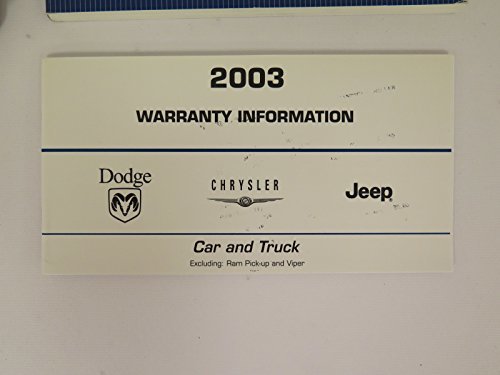 2003
WARRANTY INFORMATION
Dodge
CHRYSLER
Jeep
Car and Truck
Excluding: Ram Pick-up and Viper